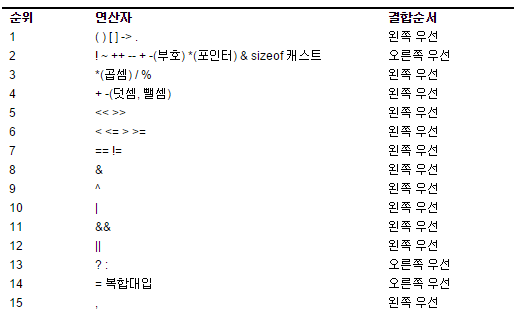 순위 연산자 결합순서
1 ( ) [ ] -> . 왼쪽 우선
2 ! ~ ++ -- + -(부호) *(포인터) & sizeof 캐스트 오른쪽 우선
3 *(곱셈) / % 왼쪽 우선
4 + -(덧셈, 뺄셈) 왼쪽 우선
5 << >> 왼쪽 우선
6 < <= > >= 왼쪽 우선
7 == != 왼쪽 우선
8 & 왼쪽 우선
9 ^ 왼쪽 우선
10 | 왼쪽 우선
11 && 왼쪽 우선
12 || 왼쪽 우선
13 ? : 오른쪽 우선
14 = 복합대입 오른쪽 우선
15 , 왼쪽 우선